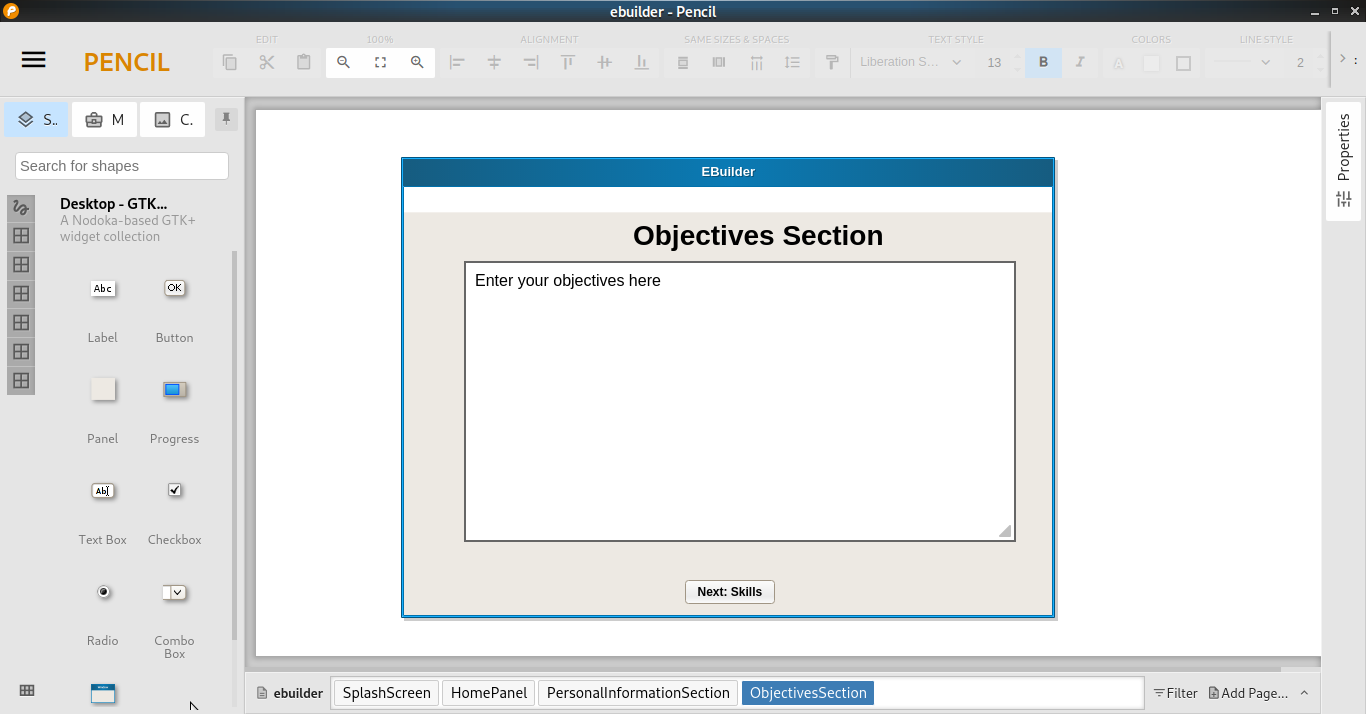 ebuilder - Pencil
PENCIL
EDIT
100%
ALIGNMENT
SAME SIZES & SPACES
TEXT STYLE
COLORS
LINE STYLE
Liberation S...
13
B
I
A
2
S..
M
C.
Search for shapes
Desktop - GTK...
A Nodoka-based GTK+
widget collection
Abc
OK
Label
Button
Panel
Progress
Ab
Text Box
Checkbox
Radio
Combo
Box
EBuilder
Objectives Section
Enter your objectives here
Next: Skills
Properties
ebuilder
SplashScreen
HomePanel
PersonalInformationSection
ObjectivesSection
Filter
Add Page...